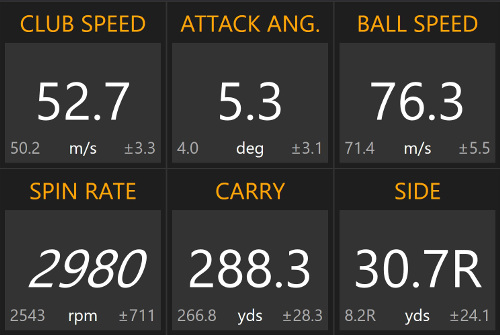 CLUB SPEED ATTACK ANG. BALL SPEED
52.7 5.3 76.3
50.2 m/s ±3.3 4.0 deg ±3.1 71.4 m/s ±5.5
SPIN RATE CARRY SIDE
2980 288.3 30.7R
2543 rpm ±711 266.8 yds ±28.3 8.2R yds ±24.1